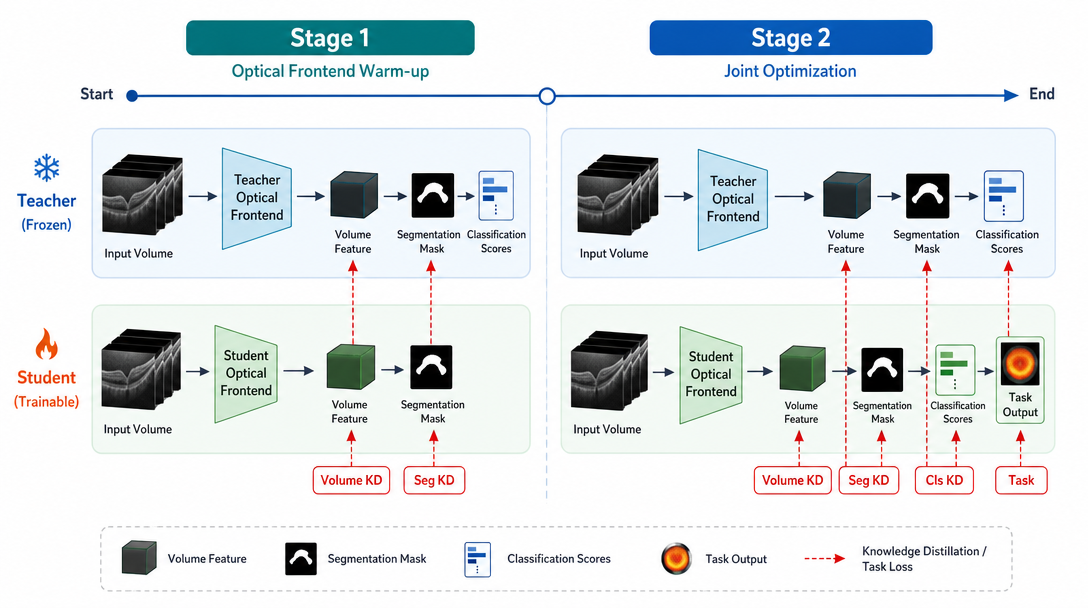 Stage 1
Stage 2
Optical Frontend Warm-up
Joint Optimization
Start
End
Teacher
(Frozen)
Input Volume
Teacher
Optical
Frontend
Volume
Feature
Segmentation
Mask
Classification
Scores
Input Volume
Teacher
Optical
Frontend
Volume
Feature
Segmentation
Mask
Classification
Scores
Student
(Trainable)
Input Volume
Student
Optical
Frontend
Volume
Feature
Segmentation
Mask
Input Volume
Student
Optical
Frontend
Volume
Feature
Segmentation
Mask
Classification
Scores
Task
Output
Volume KD
Seg KD
Volume KD
Seg KD
Cls KD
Task
Volume Feature
Segmentation Mask
Classification Scores
Task Output
Knowledge Distillation /
Task Loss